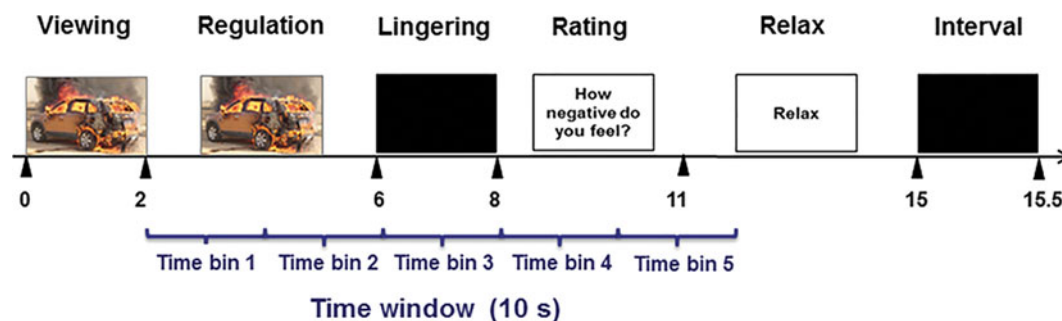 Viewing Regulation Lingering Rating Relax Interval
How
negative do
you feel?
Relax
0 2 6 8 11 15 15.5
Time bin 1 Time bin 2 Time bin 3 Time bin 4 Time bin 5
Time window (10 s)